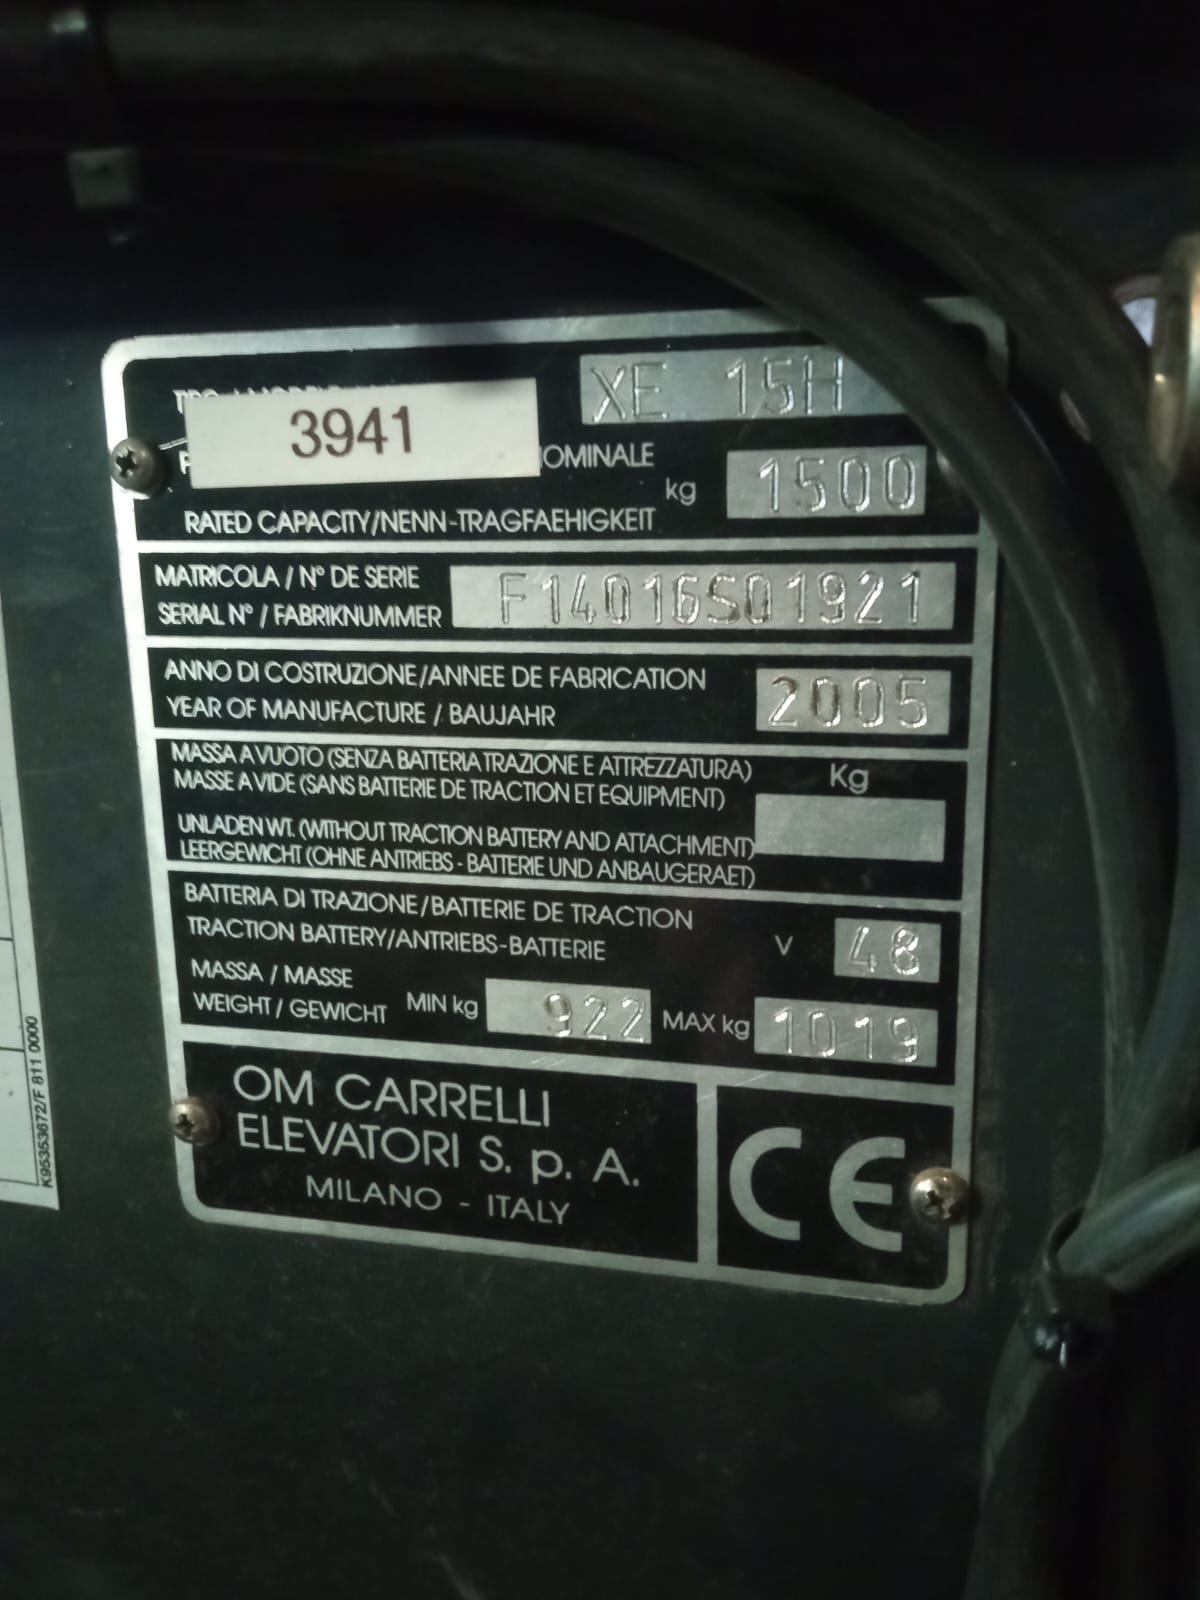 XE 15H
3941
OMINALE
kg 1500
RATED CAPACITY/NENN-TRAGFAEHIGKEIT
MATRICOLA / N° DE SERIE
SERIAL N° / FABRIKNUMMER
F14016S01921
ANNO DI COSTRUZIONE/ANNEE DE FABRICATION
YEAR OF MANUFACTURE / BAUJAHR
2005
MASSA A VUOTO (SENZA BATTERIA TRAZIONE E ATTREZZATURA)
MASSE A VIDE (SANS BATTERIE DE TRACTION ET EQUIPMENT)
Kg
UNLADEN WT. (WITHOUT TRACTION BATTERY AND ATTACHMENT)
LEERGEWICHT (OHNE ANTRIEBS - BATTERIE UND ANBAUGERAET)
BATTERIA DI TRAZIONE/BATTERIE DE TRACTION
TRACTION BATTERY/ANTRIEBS-BATTERIE
V 48
MASSA / MASSE
WEIGHT / GEWICHT
MIN kg 922 MAX kg 1019
OM CARRELLI
ELEVATORI S. p. A.
MILANO - ITALY
CE
K95353672/F 811 0000